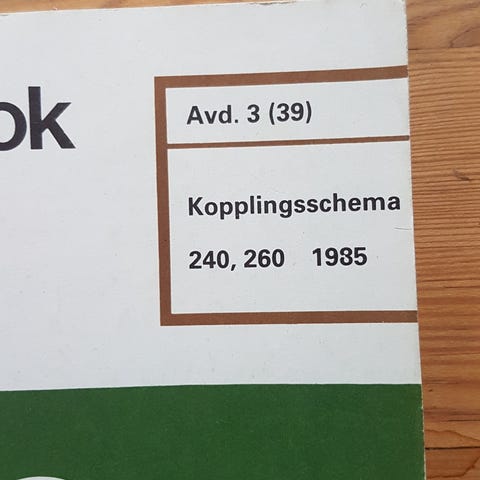 ok
Avd. 3 (39)
Kopplingsschema
240, 260 1985